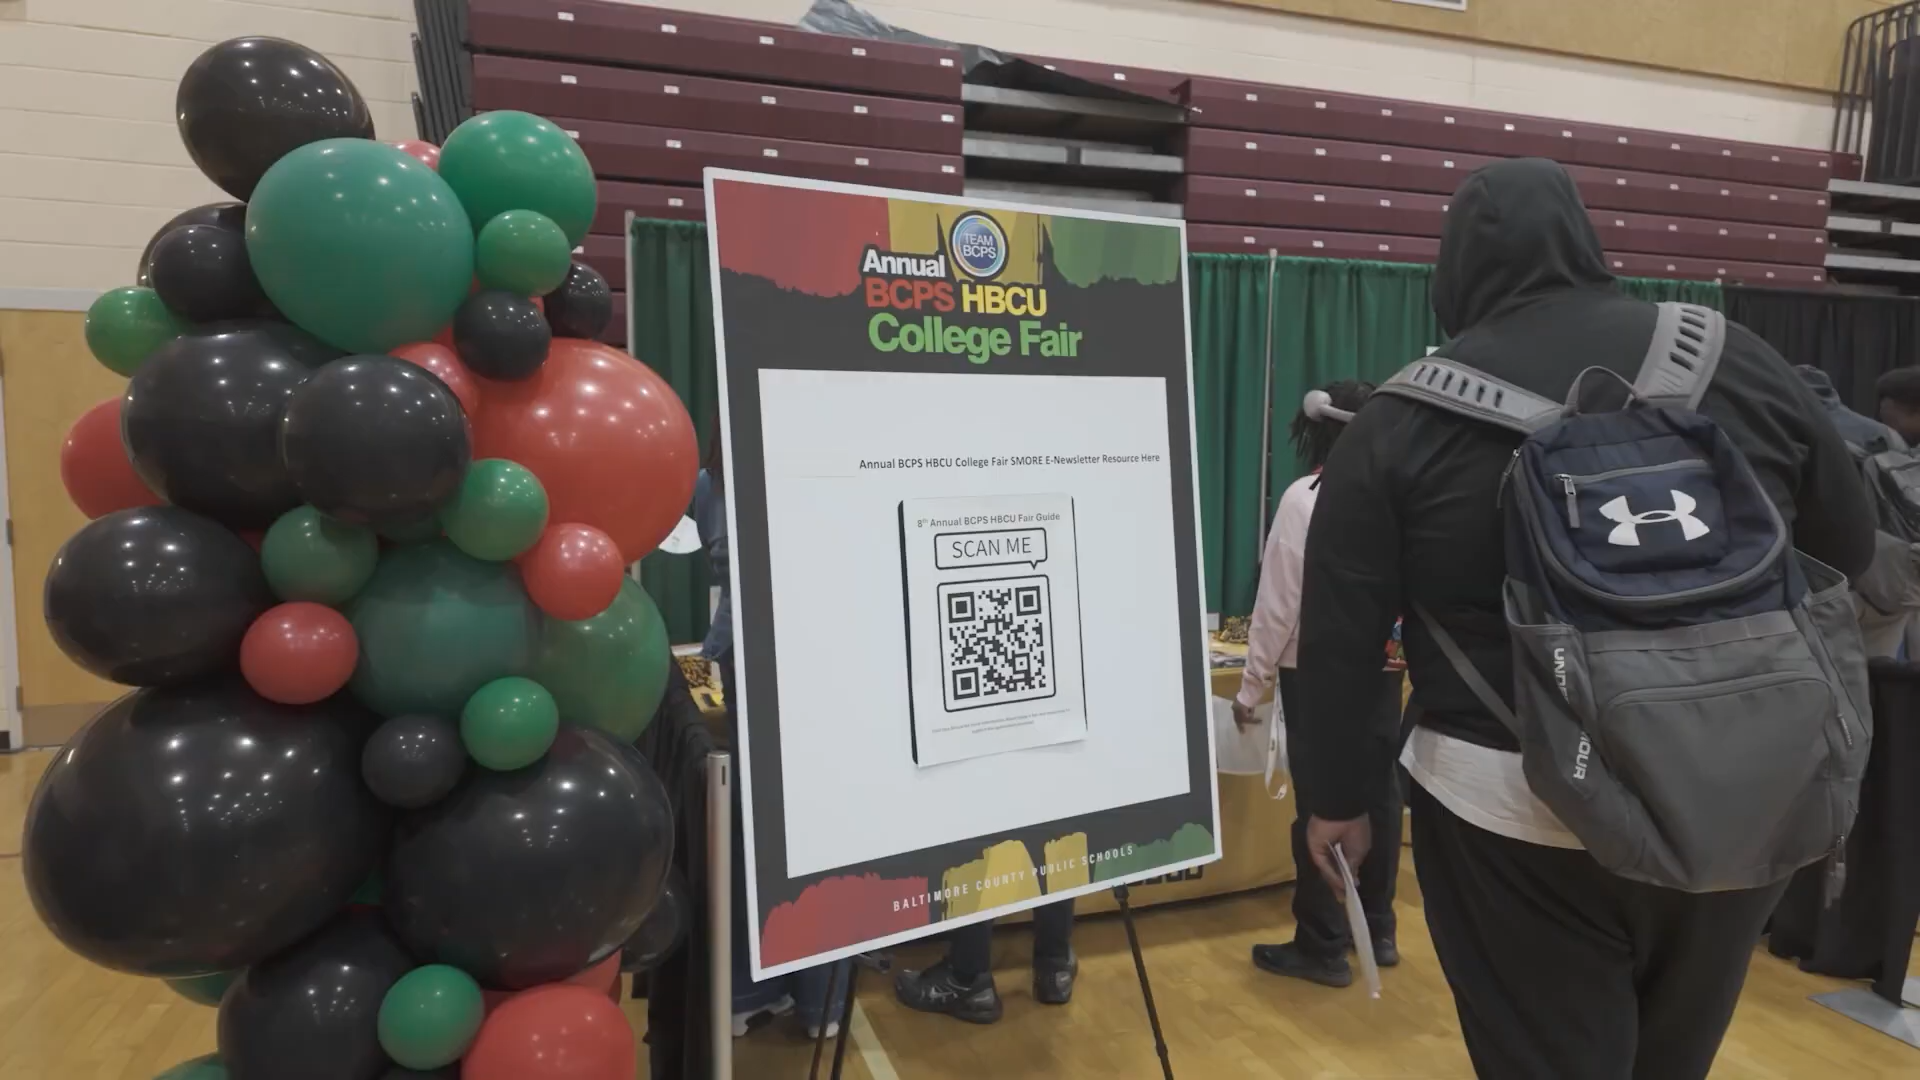 TEAM
BCPS
Annual
BCPS HBCU
College Fair
Annual BCPS HBCU College Fair SMORE E-Newsletter Resource Here
8th Annual BCPS HBCU Fair Guide
SCAN ME
BALTIMORE COUNTY PUBLIC SCHOOLS